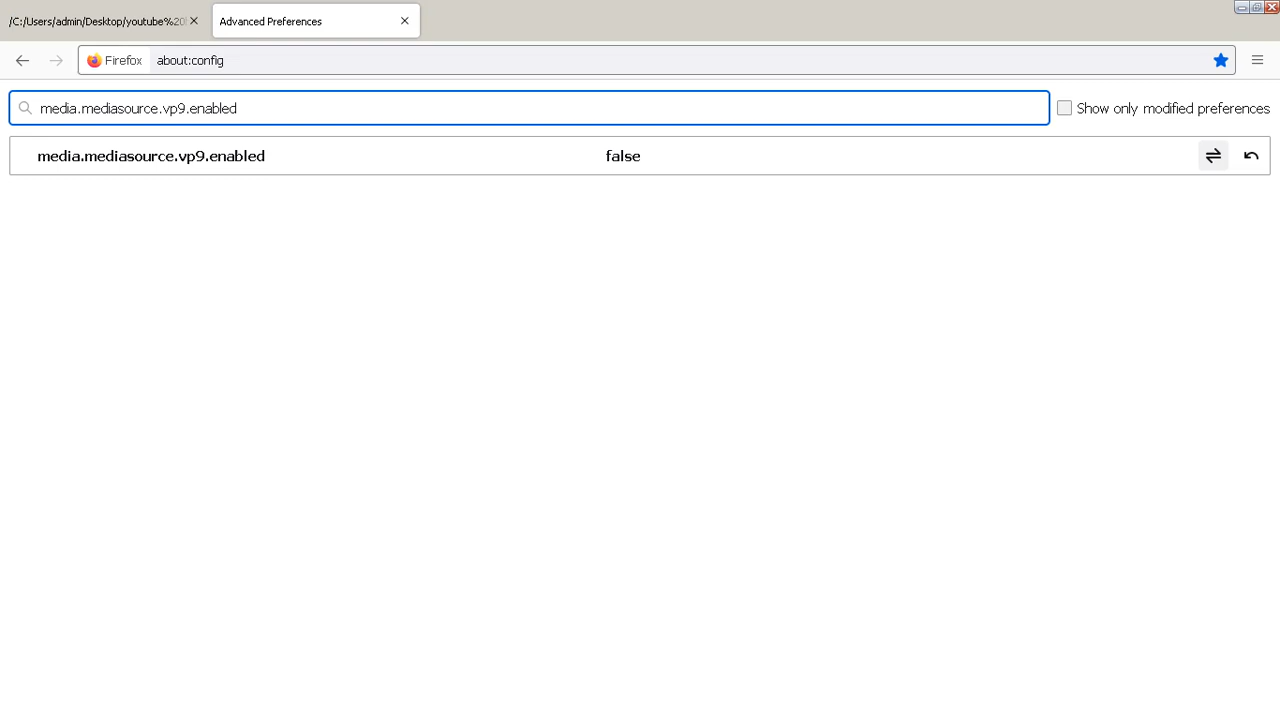 /C:/Users/admin/Desktop/youtube%20
Advanced Preferences
Firefox
about:config
media.mediasource.vp9.enabled
Show only modified preferences
media.mediasource.vp9.enabled
false